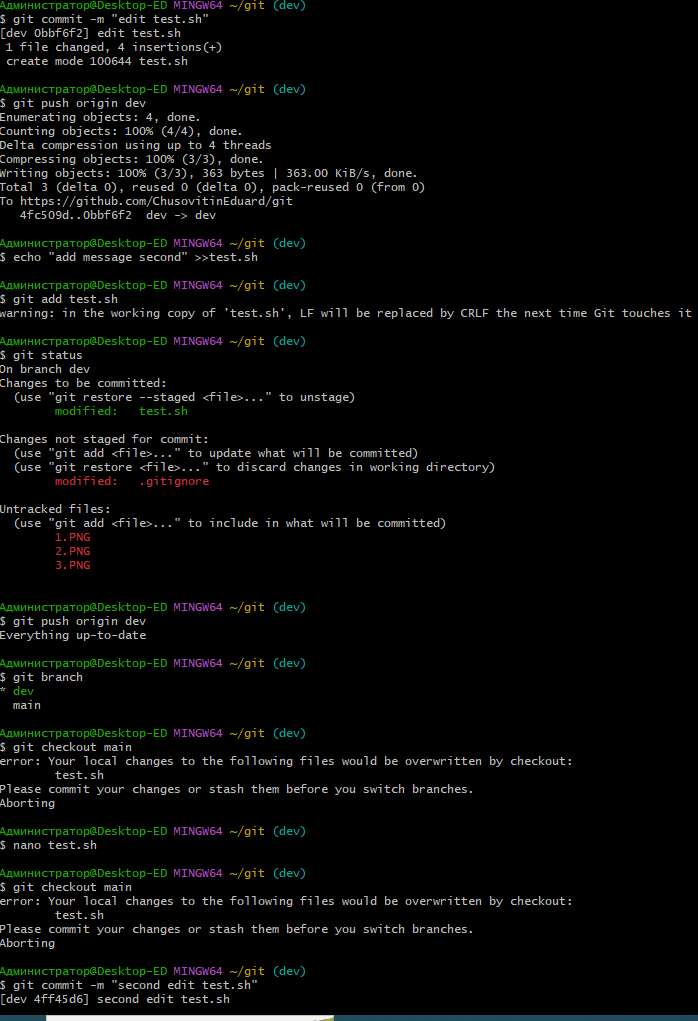 Администратор@Desktop-ED MINGW64 ~/git (dev)
$ git commit -m "edit test.sh"
[dev 0bbf6f2] edit test.sh
 1 file changed, 4 insertions(+)
 create mode 100644 test.sh

Администратор@Desktop-ED MINGW64 ~/git (dev)
$ git push origin dev
Enumerating objects: 4, done.
Counting objects: 100% (4/4), done.
Delta compression using up to 4 threads
Compressing objects: 100% (3/3), done.
Writing objects: 100% (3/3), 363 bytes | 363.00 KiB/s, done.
Total 3 (delta 0), reused 0 (delta 0), pack-reused 0 (from 0)
To https://github.com/ChusovitinEduard/git
   4fc509d..0bbf6f2  dev -> dev

Администратор@Desktop-ED MINGW64 ~/git (dev)
$ echo "add message second" >>test.sh

Администратор@Desktop-ED MINGW64 ~/git (dev)
$ git add test.sh
warning: in the working copy of 'test.sh', LF will be replaced by CRLF the next time Git touches it

Администратор@Desktop-ED MINGW64 ~/git (dev)
$ git status
On branch dev
Changes to be committed:
  (use "git restore --staged <file>..." to unstage)
        modified:   test.sh

Changes not staged for commit:
  (use "git add <file>..." to update what will be committed)
  (use "git restore <file>..." to discard changes in working directory)
        modified:   .gitignore

Untracked files:
  (use "git add <file>..." to include in what will be committed)
        1.PNG
        2.PNG
        3.PNG

Администратор@Desktop-ED MINGW64 ~/git (dev)
$ git push origin dev
Everything up-to-date

Администратор@Desktop-ED MINGW64 ~/git (dev)
$ git branch
* dev
  main

Администратор@Desktop-ED MINGW64 ~/git (dev)
$ git checkout main
error: Your local changes to the following files would be overwritten by checkout:
        test.sh
Please commit your changes or stash them before you switch branches.
Aborting

Администратор@Desktop-ED MINGW64 ~/git (dev)
$ nano test.sh

Администратор@Desktop-ED MINGW64 ~/git (dev)
$ git checkout main
error: Your local changes to the following files would be overwritten by checkout:
        test.sh
Please commit your changes or stash them before you switch branches.
Aborting

Администратор@Desktop-ED MINGW64 ~/git (dev)
$ git commit -m "second edit test.sh"
[dev 4ff45d6] second edit test.sh